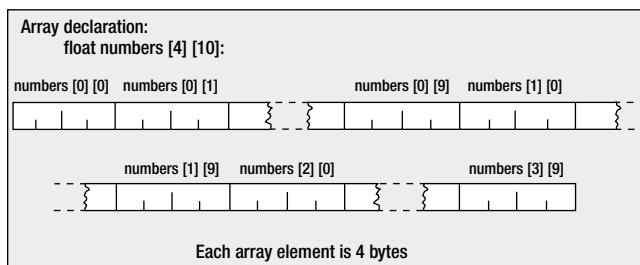 Array declaration:
float numbers [4] [10]:
numbers [0] [0] numbers [0] [1] numbers [0] [9] numbers [1] [0]
numbers [1] [9] numbers [2] [0] numbers [3] [9]
Each array element is 4 bytes